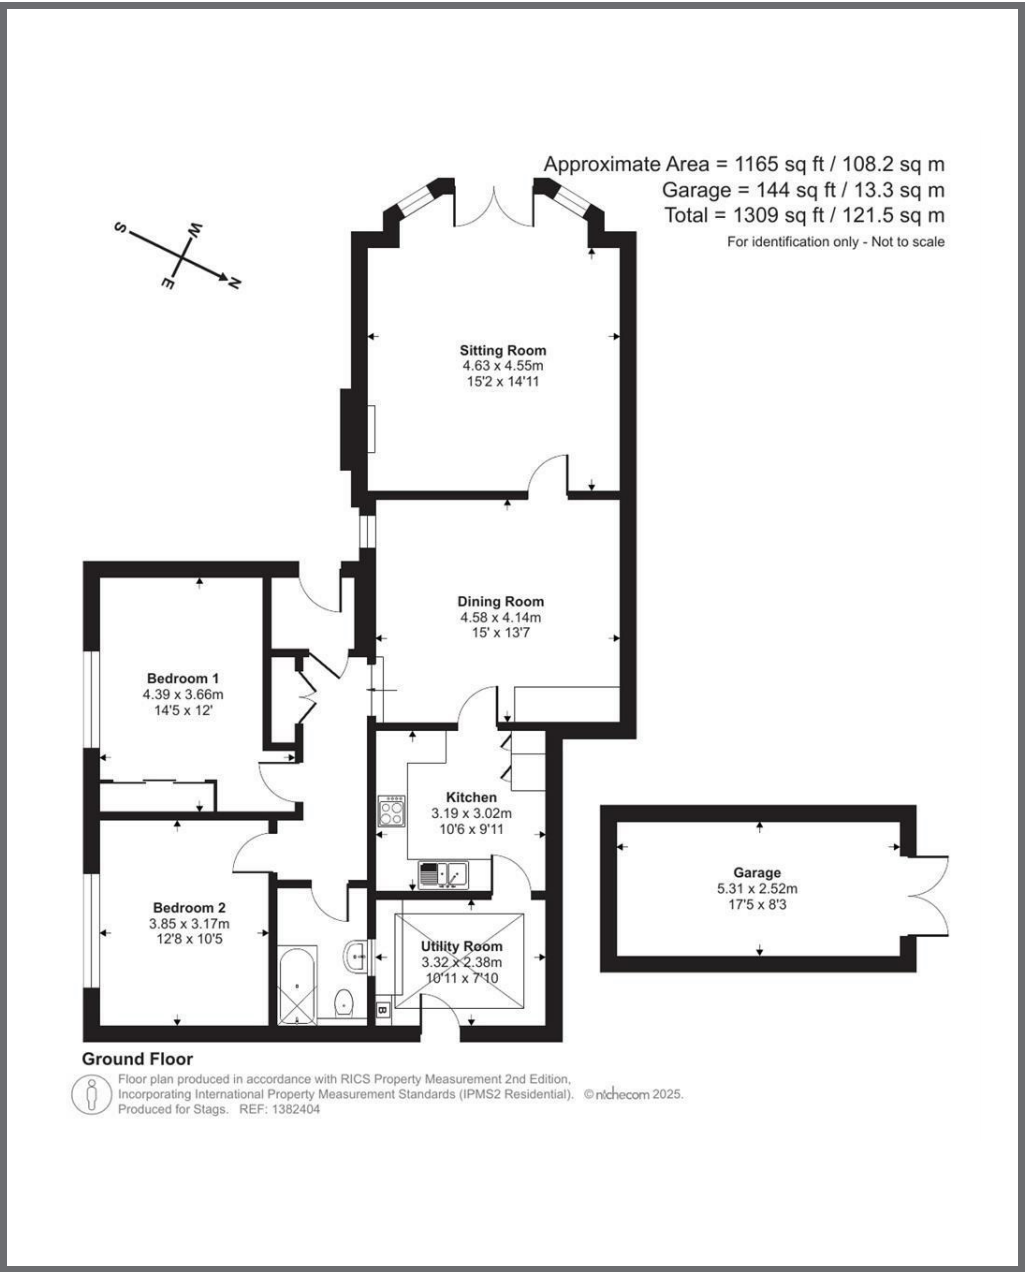 Approximate Area = 1165 sq ft / 108.2 sq m
Garage = 144 sq ft / 13.3 sq m
Total = 1309 sq ft / 121.5 sq m
For identification only - Not to scale
S
W
E
N
Sitting Room
4.63 x 4.55m
15'2 x 14'11
Dining Room
4.58 x 4.14m
15' x 13'7
Bedroom 1
4.39 x 3.66m
14'5 x 12'
Kitchen
3.19 x 3.02m
10'6 x 9'11
Garage
5.31 x 2.52m
17'5 x 8'3
Bedroom 2
3.85 x 3.17m
12'8 x 10'5
Utility Room
3.32 x 2.38m
10'11 x 7'10
B
Ground Floor
Floor plan produced in accordance with RICS Property Measurement 2nd Edition,
Incorporating International Property Measurement Standards (IPMS2 Residential). © nichecom 2025.
Produced for Stags. REF: 1382404